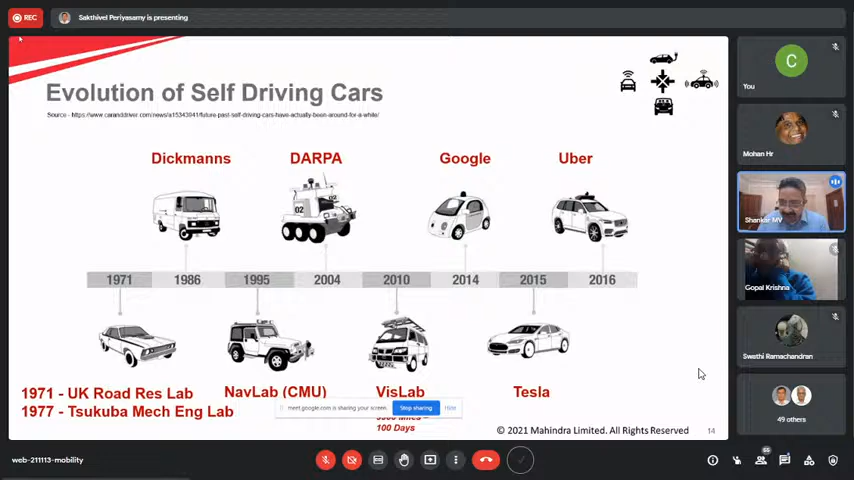 REC
Sakthivel Periyasamy is presenting
Evolution of Self Driving Cars
Source - https://www.caranddriver.com/news/a15343941/future-past-self-driving-cars-have-actually-been-around-for-a-while/
Dickmanns DARPA Google Uber
02 02
1971 1986 1995 2004 2010 2014 2015 2016
1971 - UK Road Res Lab
1977 - Tsukuba Mech Eng Lab
NavLab (CMU) VisLab Tesla
meet.google.com is sharing your screen. Stop sharing Hide
100 Days
© 2021 Mahindra Limited. All Rights Reserved 14
C
You
Mohan Hr
Shankar MV
Gopal Krishna
Swathi Ramachandran
49 others
web-211113-mobility
55